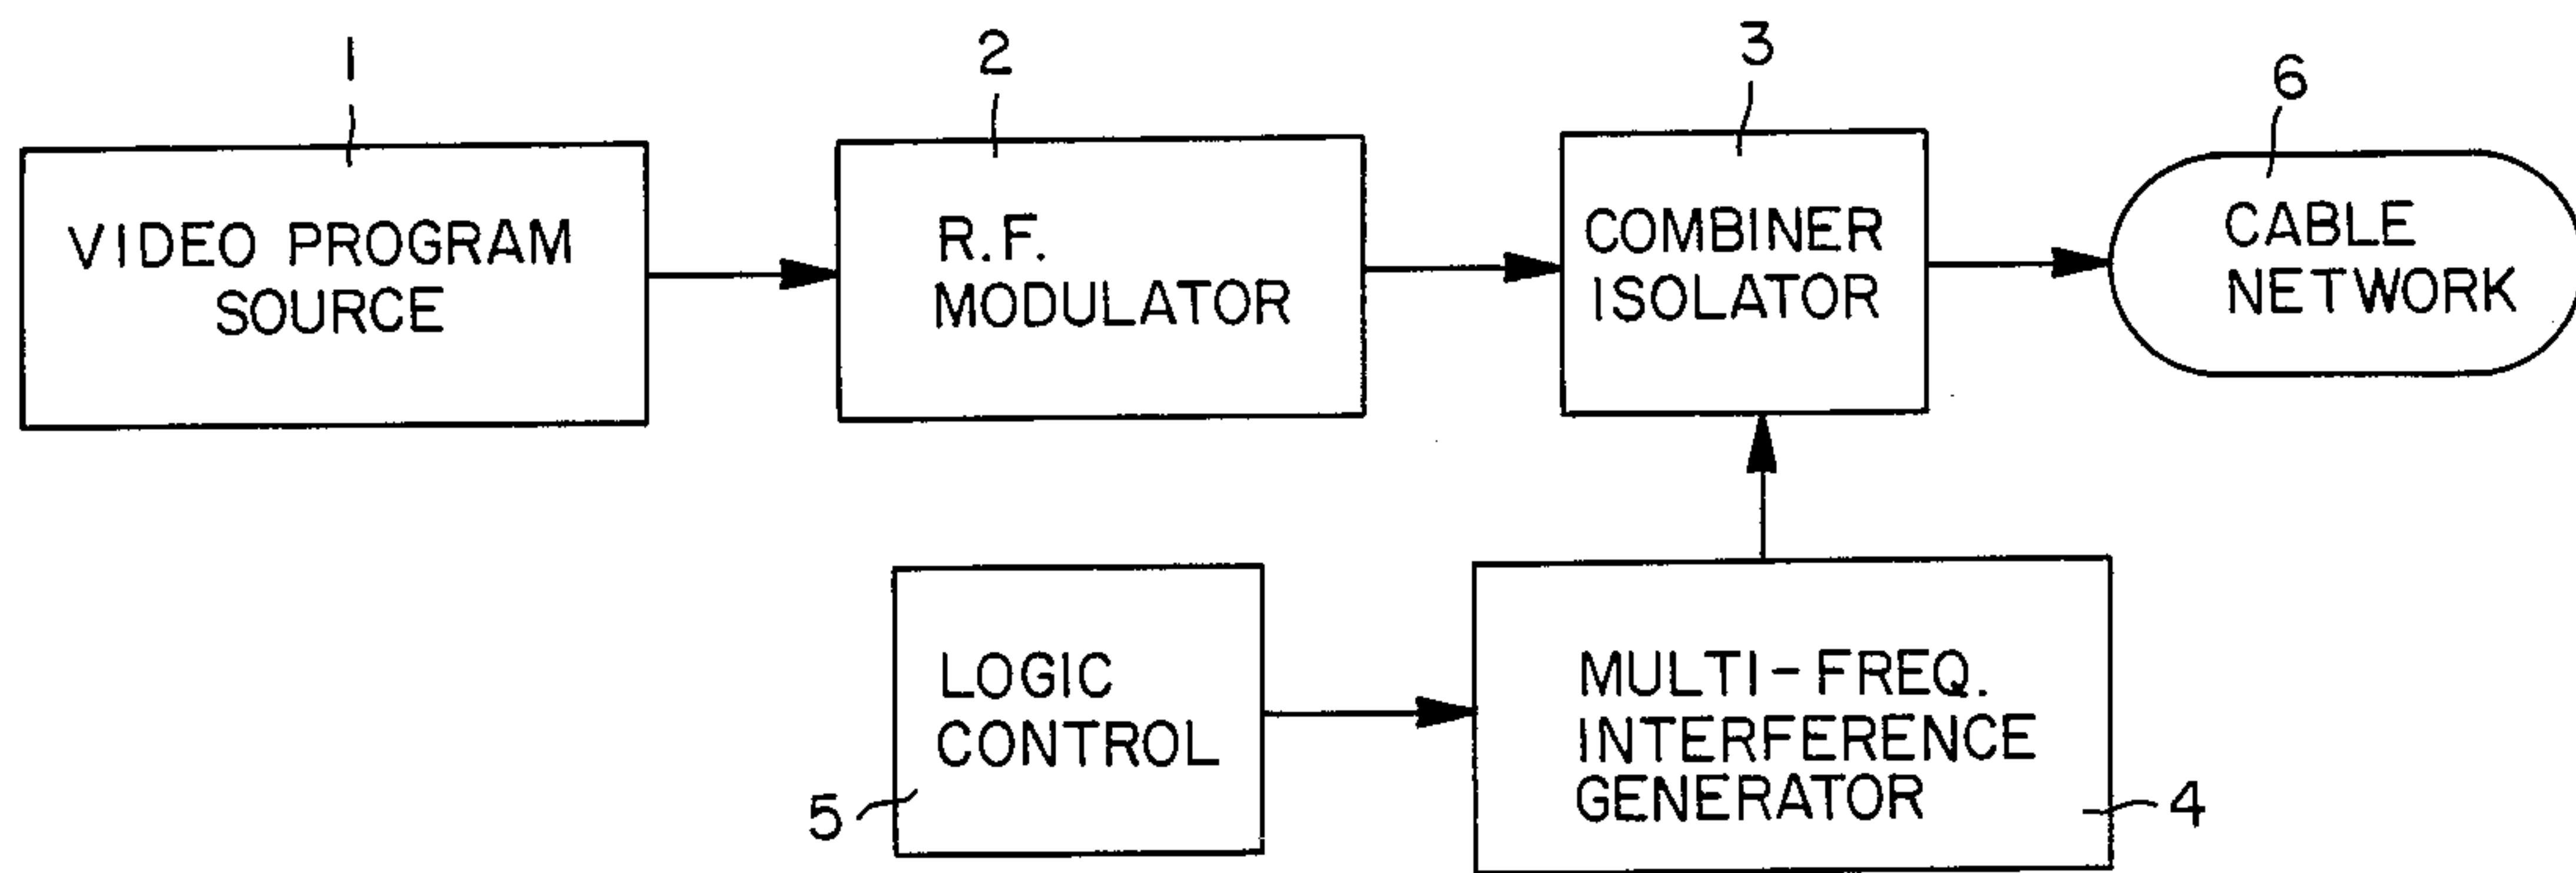 1
2
3
6
VIDEO PROGRAM
SOURCE
R.F.
MODULATOR
COMBINER
ISOLATOR
CABLE
NETWORK
LOGIC
CONTROL
5
MULTI-FREQ.
INTERFERENCE
GENERATOR
4